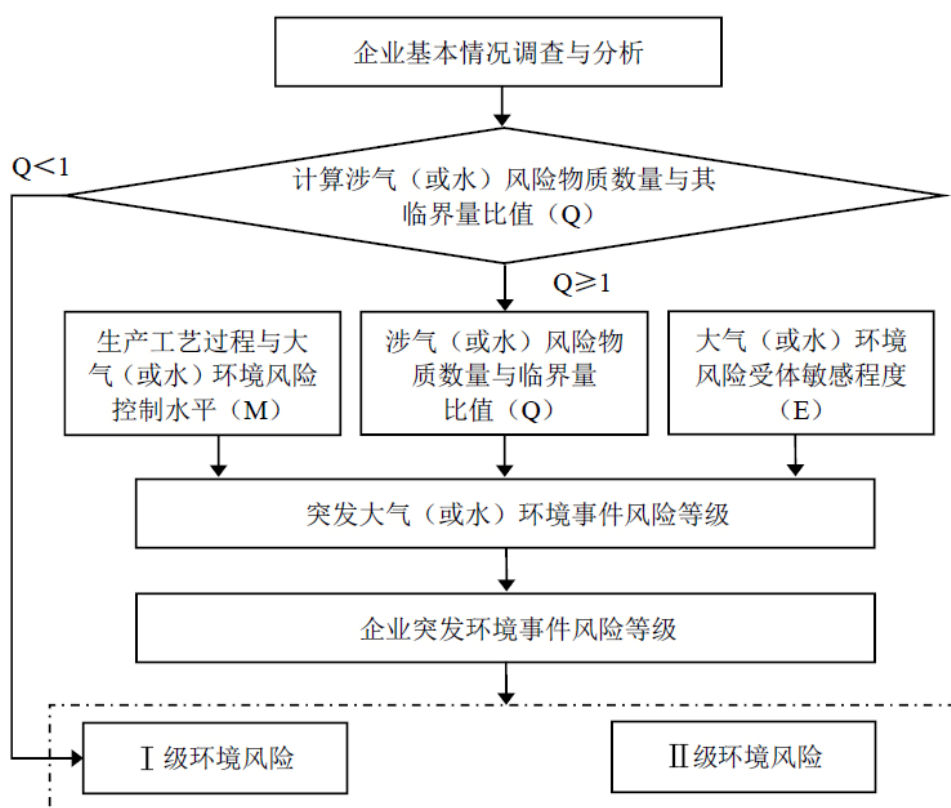 企业基本情况调查与分析
Q＜1
计算涉气（或水）风险物质数量与其
临界量比值（Q）
Q≥1
生产工艺过程与大
气（或水）环境风险
控制水平（M）
涉气（或水）风险物
质数量与临界量
比值（Q）
大气（或水）环境
风险受体敏感程度
（E）
突发大气（或水）环境事件风险等级
企业突发环境事件风险等级
Ⅰ级环境风险
Ⅱ级环境风险